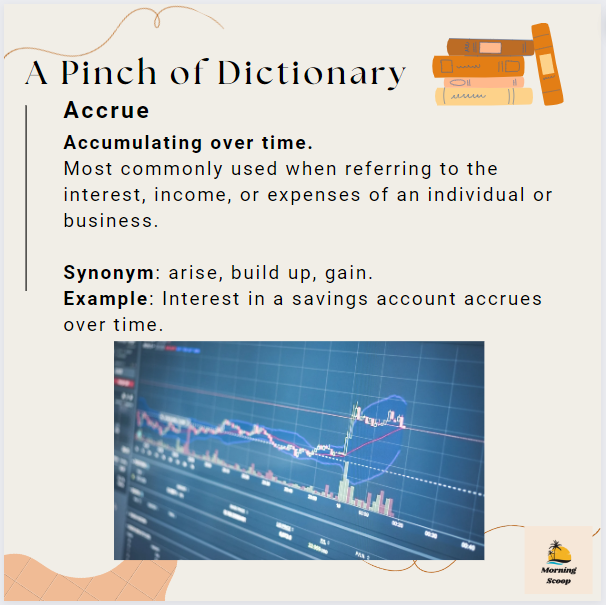 A Pinch of Dictionary
Accrue
Accumulating over time.
Most commonly used when referring to the
interest, income, or expenses of an individual or
business.
Synonym: arise, build up, gain.
Example: Interest in a savings account accrues
over time.
Morning
Scoop